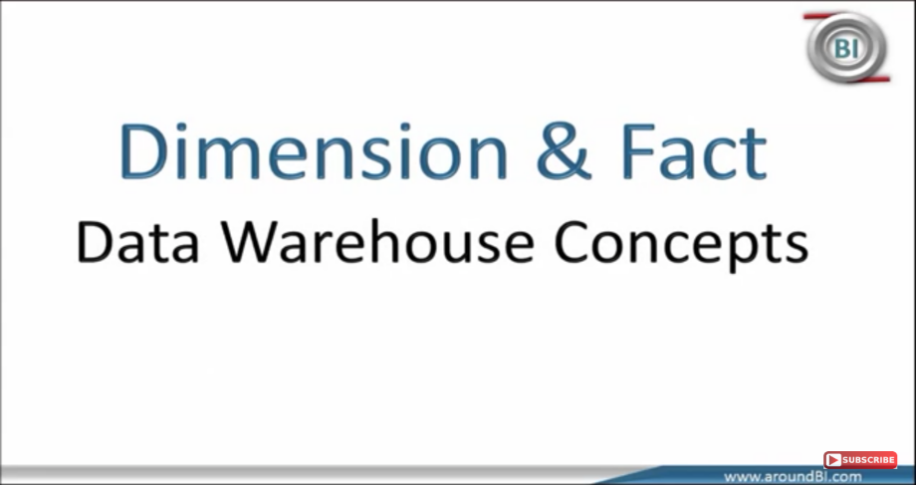 BI
Dimension & Fact
Data Warehouse Concepts
SUBSCRIBE
www.aroundBI.com